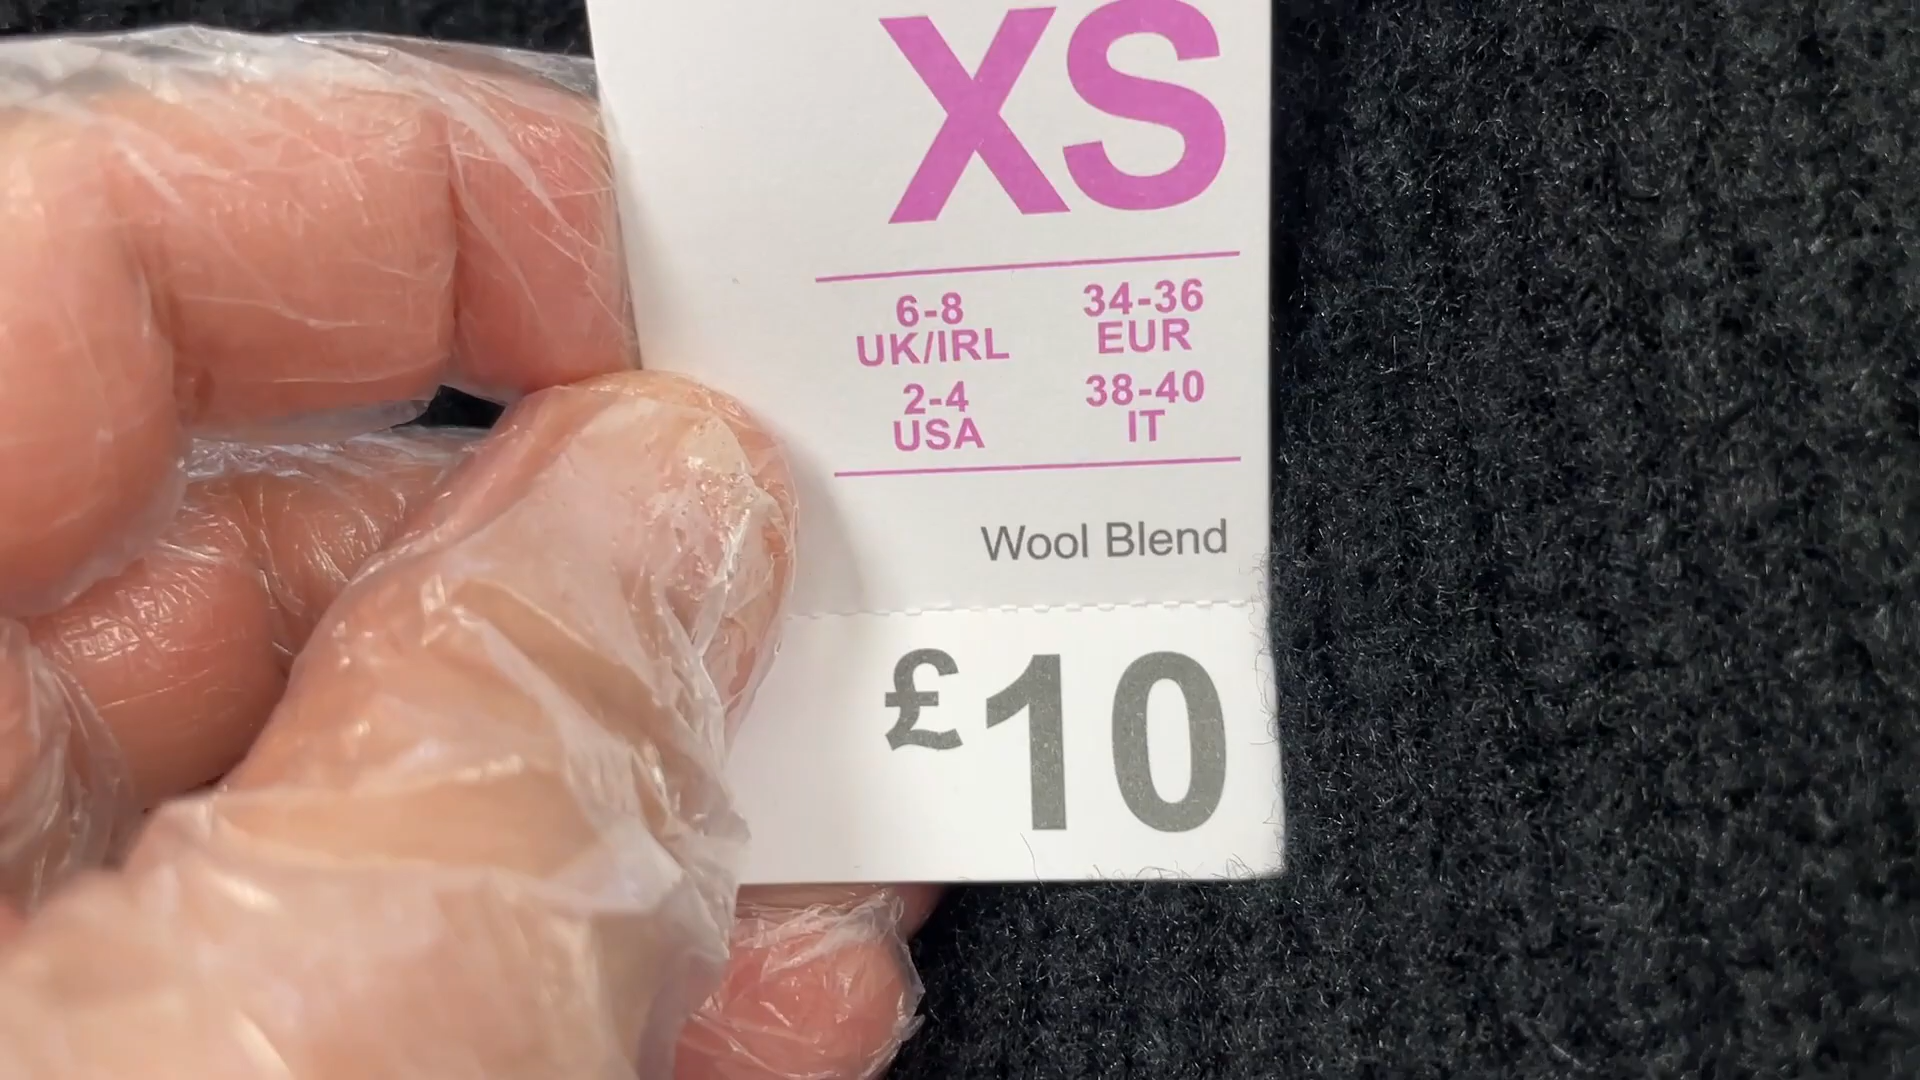 XS
6-8 34-36
UK/IRL EUR
2-4 38-40
USA IT
Wool Blend
£10